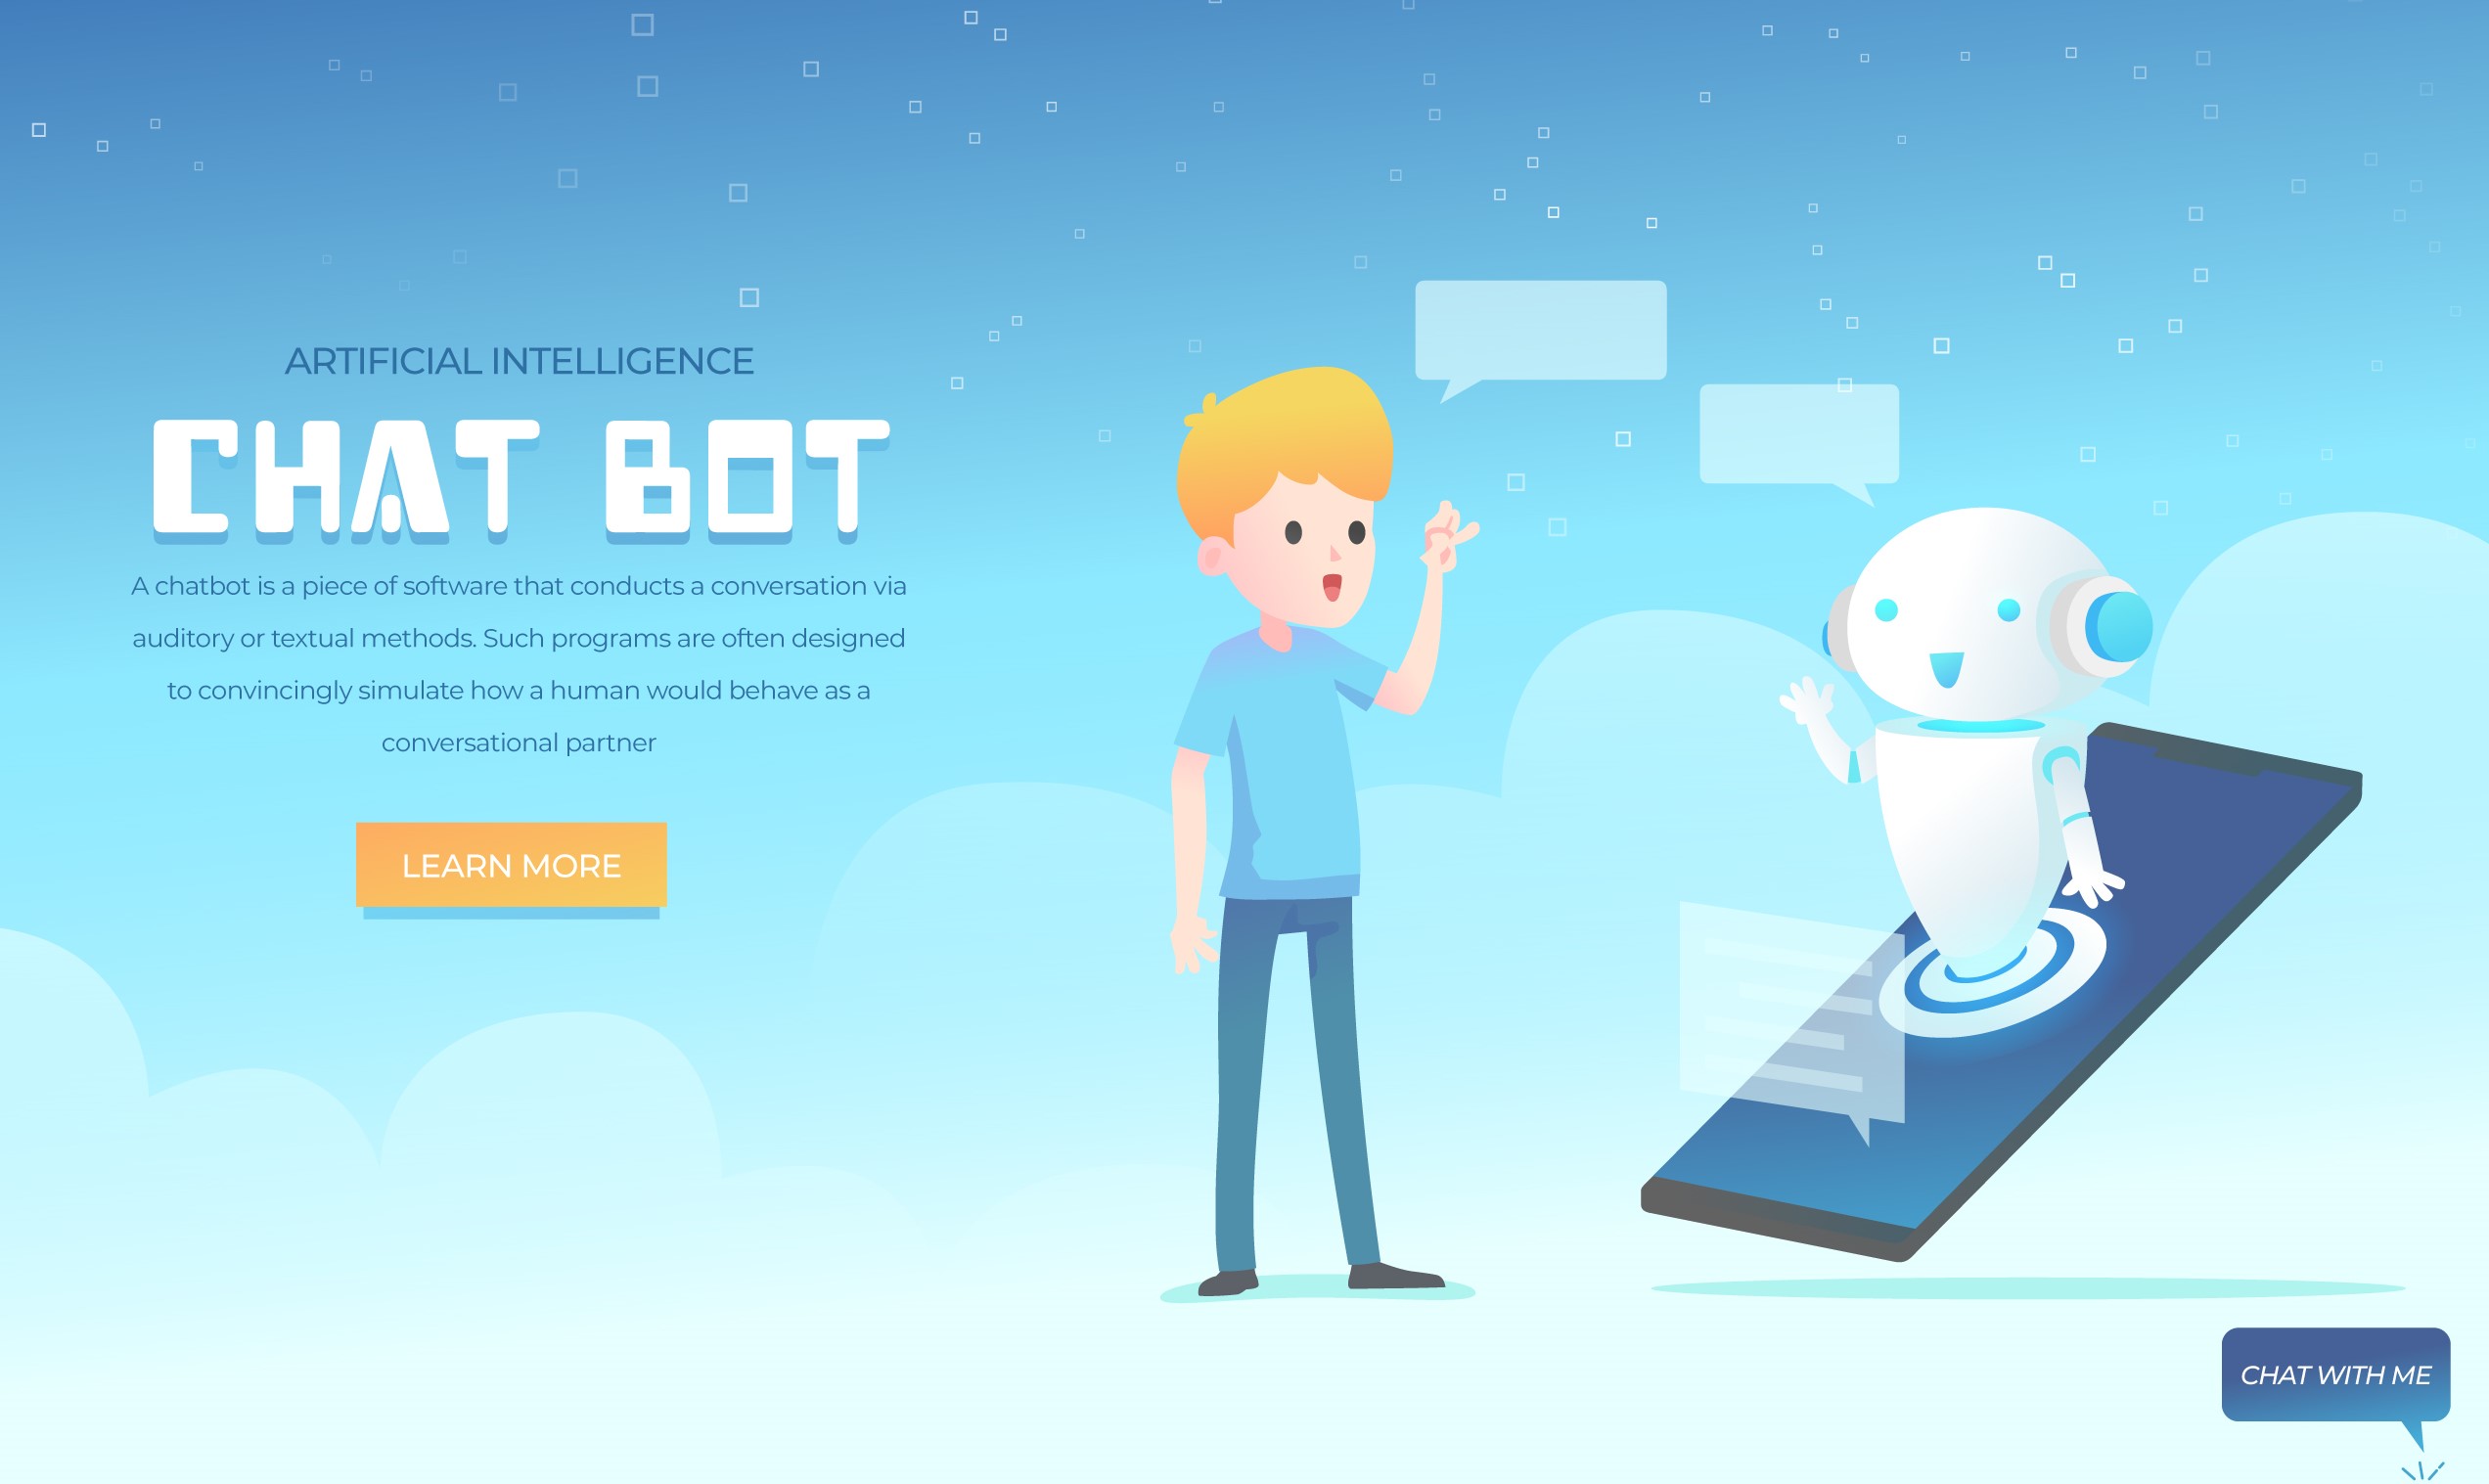 ARTIFICIAL INTELLIGENCE
CHAT BOT
A chatbot is a piece of software that conducts a conversation via
auditory or textual methods. Such programs are often designed
to convincingly simulate how a human would behave as a
conversational partner
LEARN MORE
CHAT WITH ME